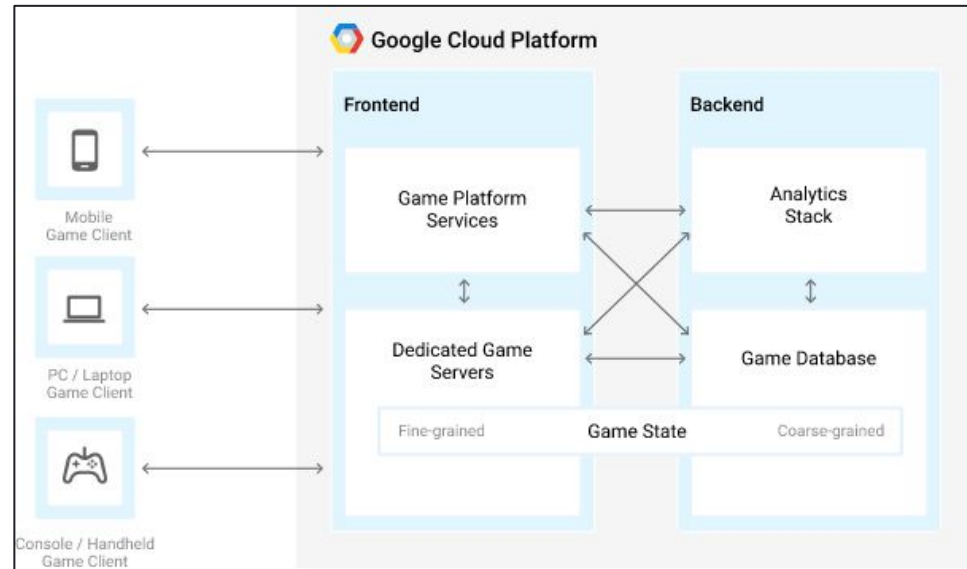 Google Cloud Platform
Frontend
Backend
Mobile
Game Client
Game Platform
Services
Analytics
Stack
PC / Laptop
Game Client
Dedicated Game
Servers
Game Database
Fine-grained
Game State
Coarse-grained
Console / Handheld
Game Client